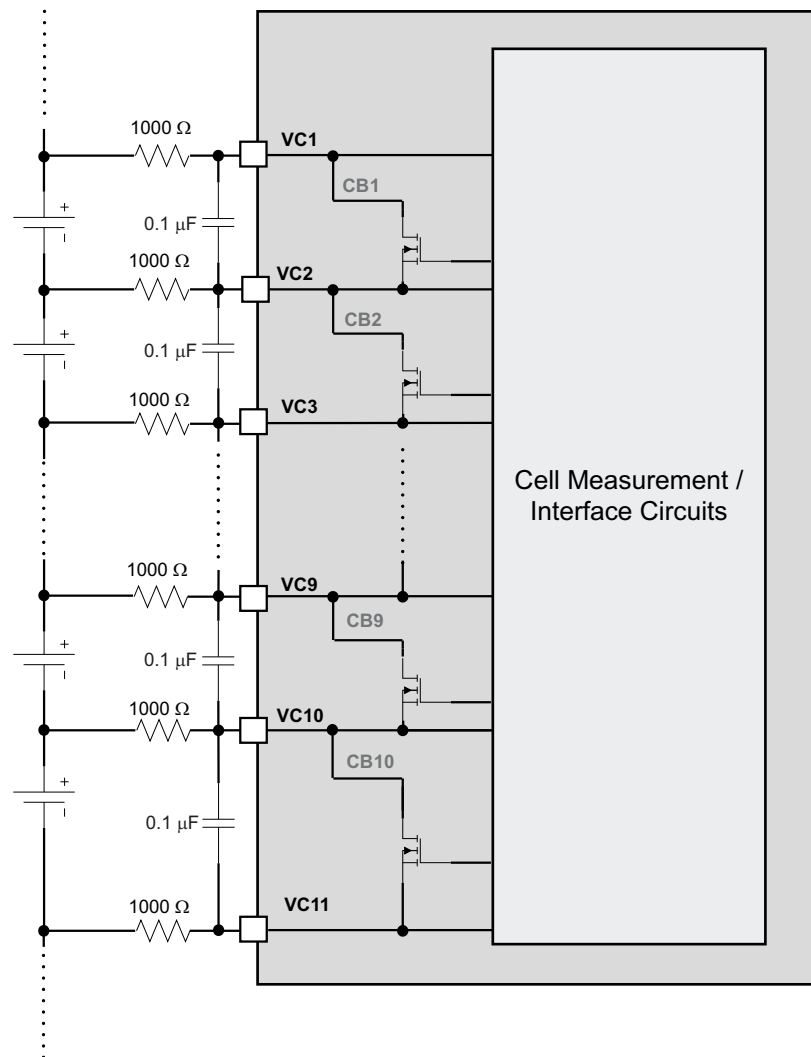 1000 Ω
VC1
CB1
+
0.1 μF
-
1000 Ω
VC2
CB2
+
0.1 μF
-
1000 Ω
VC3
Cell Measurement /
Interface Circuits
1000 Ω
VC9
CB9
+
0.1 μF
-
1000 Ω
VC10
CB10
+
0.1 μF
-
1000 Ω
VC11